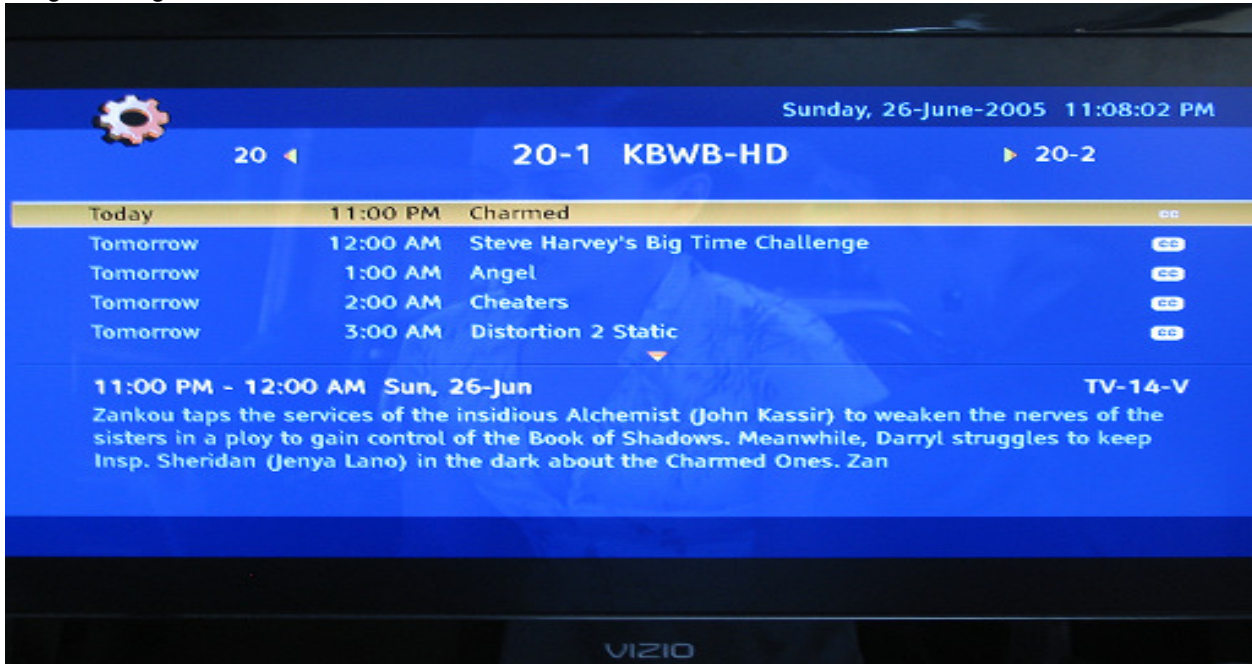 Sunday, 26-June-2005 11:08:02 PM
20 20-1 KBWB-HD 20-2
Today 11:00 PM Charmed cc
Tomorrow 12:00 AM Steve Harvey's Big Time Challenge cc
Tomorrow 1:00 AM Angel cc
Tomorrow 2:00 AM Cheaters cc
Tomorrow 3:00 AM Distortion 2 Static cc
11:00 PM - 12:00 AM Sun, 26-Jun TV-14-V
Zankou taps the services of the insidious Alchemist (John Kassir) to weaken the nerves of the
sisters in a ploy to gain control of the Book of Shadows. Meanwhile, Darryl struggles to keep
Insp. Sheridan (Jenya Lano) in the dark about the Charmed Ones. Zan
VIZIO